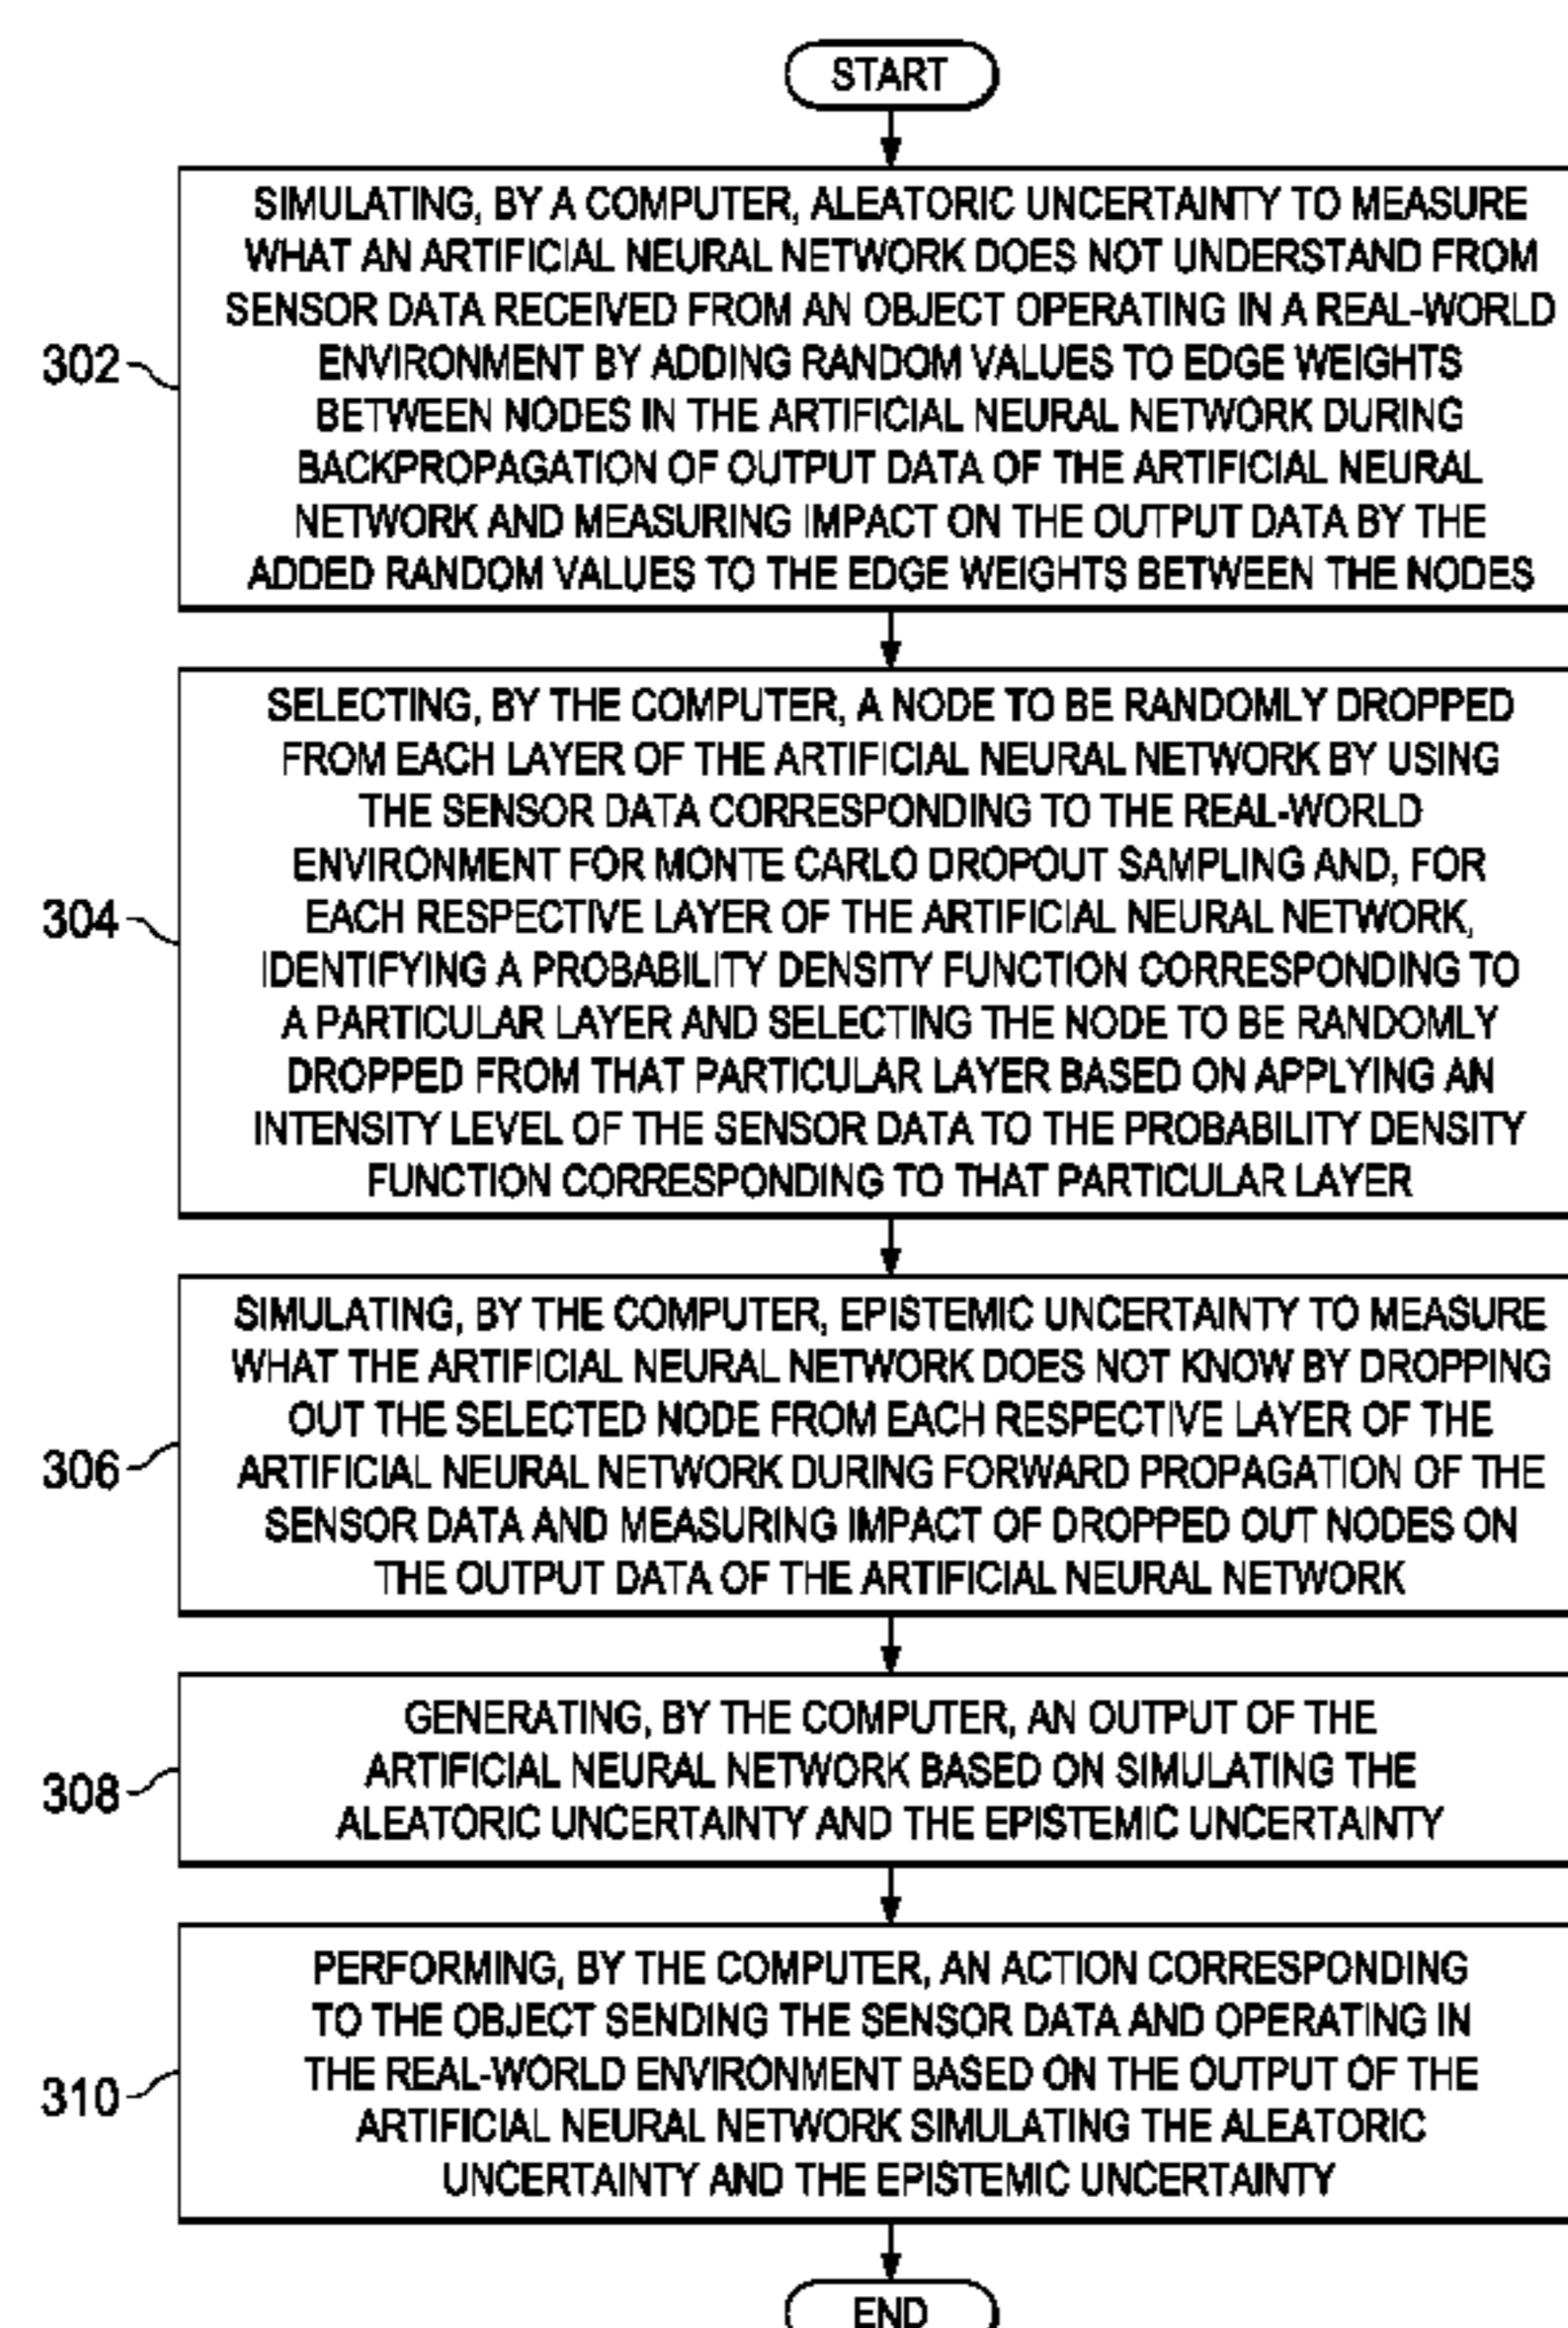 START
SIMULATING, BY A COMPUTER, ALEATORIC UNCERTAINTY TO MEASURE
WHAT AN ARTIFICIAL NEURAL NETWORK DOES NOT UNDERSTAND FROM
SENSOR DATA RECEIVED FROM AN OBJECT OPERATING IN A REAL-WORLD
ENVIRONMENT BY ADDING RANDOM VALUES TO EDGE WEIGHTS
BETWEEN NODES IN THE ARTIFICIAL NEURAL NETWORK DURING
BACKPROPAGATION OF OUTPUT DATA OF THE ARTIFICIAL NEURAL
NETWORK AND MEASURING IMPACT ON THE OUTPUT DATA BY THE
ADDED RANDOM VALUES TO THE EDGE WEIGHTS BETWEEN THE NODES
302
SELECTING, BY THE COMPUTER, A NODE TO BE RANDOMLY DROPPED
FROM EACH LAYER OF THE ARTIFICIAL NEURAL NETWORK BY USING
THE SENSOR DATA CORRESPONDING TO THE REAL-WORLD
ENVIRONMENT FOR MONTE CARLO DROPOUT SAMPLING AND, FOR
EACH RESPECTIVE LAYER OF THE ARTIFICIAL NEURAL NETWORK,
IDENTIFYING A PROBABILITY DENSITY FUNCTION CORRESPONDING TO
A PARTICULAR LAYER AND SELECTING THE NODE TO BE RANDOMLY
DROPPED FROM THAT PARTICULAR LAYER BASED ON APPLYING AN
INTENSITY LEVEL OF THE SENSOR DATA TO THE PROBABILITY DENSITY
FUNCTION CORRESPONDING TO THAT PARTICULAR LAYER
304
SIMULATING, BY THE COMPUTER, EPISTEMIC UNCERTAINTY TO MEASURE
WHAT THE ARTIFICIAL NEURAL NETWORK DOES NOT KNOW BY DROPPING
OUT THE SELECTED NODE FROM EACH RESPECTIVE LAYER OF THE
ARTIFICIAL NEURAL NETWORK DURING FORWARD PROPAGATION OF THE
SENSOR DATA AND MEASURING IMPACT OF DROPPED OUT NODES ON
THE OUTPUT DATA OF THE ARTIFICIAL NEURAL NETWORK
306
GENERATING, BY THE COMPUTER, AN OUTPUT OF THE
ARTIFICIAL NEURAL NETWORK BASED ON SIMULATING THE
ALEATORIC UNCERTAINTY AND THE EPISTEMIC UNCERTAINTY
308
PERFORMING, BY THE COMPUTER, AN ACTION CORRESPONDING
TO THE OBJECT SENDING THE SENSOR DATA AND OPERATING IN
THE REAL-WORLD ENVIRONMENT BASED ON THE OUTPUT OF THE
ARTIFICIAL NEURAL NETWORK SIMULATING THE ALEATORIC
UNCERTAINTY AND THE EPISTEMIC UNCERTAINTY
310
END